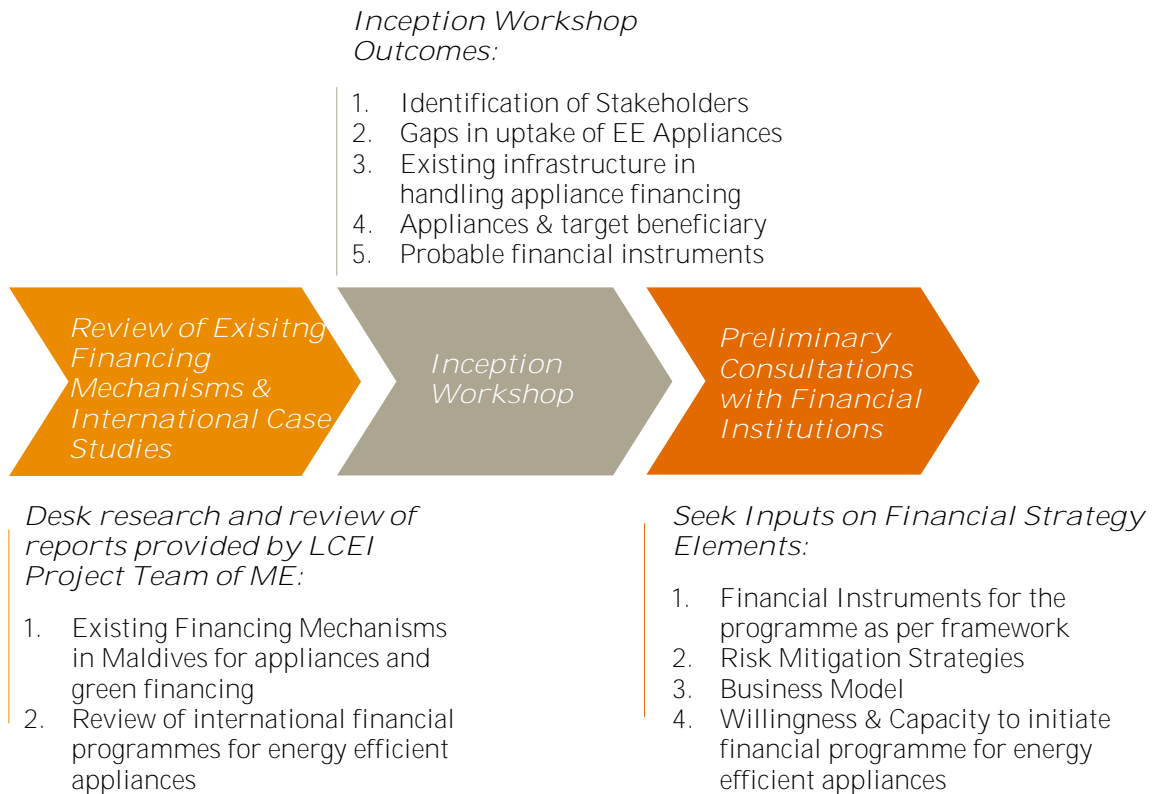 Inception Workshop
Outcomes:
1. Identification of Stakeholders
2. Gaps in uptake of EE Appliances
3. Existing infrastructure in
handling appliance financing
4. Appliances & target beneficiary
5. Probable financial instruments
Review of Exisitng
Financing
Mechanisms &
International Case
Studies
Inception
Workshop
Preliminary
Consultations
with Financial
Institutions
Desk research and review of
reports provided by LCEI
Project Team of ME:
1. Existing Financing Mechanisms
in Maldives for appliances and
green financing
2. Review of international financial
programmes for energy efficient
appliances
Seek Inputs on Financial Strategy
Elements:
1. Financial Instruments for the
programme as per framework
2. Risk Mitigation Strategies
3. Business Model
4. Willingness & Capacity to initiate
financial programme for energy
efficient appliances